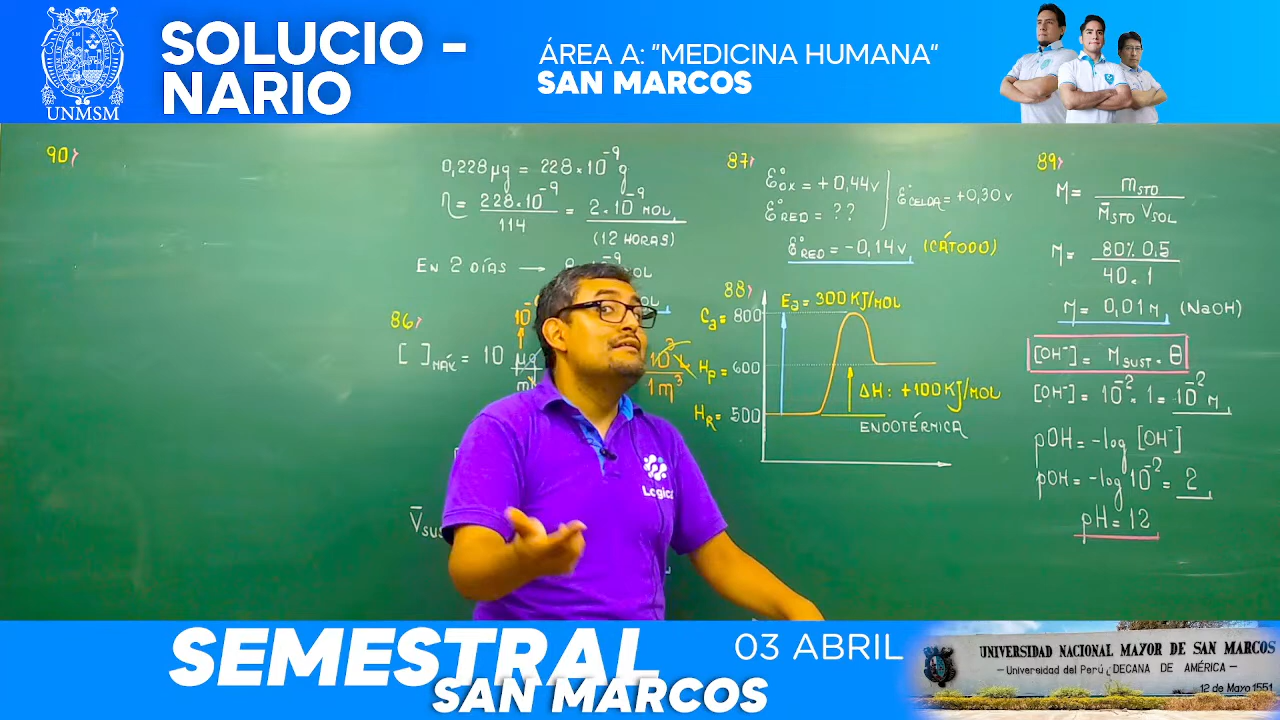 UNMSM
SOLUCIO -
NARIO
ÁREA A: "MEDICINA HUMANA"
SAN MARCOS
90>
0,228 µg = 228×10⁻⁹ g
η = 228×10⁻⁹ / 114 = 2×10⁻⁹ MOL
(12 HORAS)
EN 2 DÍAS →
86>
[ ]MÁX = 10 µg
10³
1 m³
87>
Ɛ°OX = +0,44v
Ɛ°RED = ??
Ɛ°CELDA = +0,30 v
Ɛ°RED = -0,14v (CÁTODO)
88>
Ea = 300 KJ/MOL
Ca = 800
HP = 600
ΔH: +100KJ/MOL
HR = 500
ENDOTÉRMICA
89>
M = mSTO / M̄STO VSOL
M = 80% 0,5 / 40 × 1
M = 0,01 M (NaOH)
[OH⁻] = MSUST × θ
[OH⁻] = 10⁻² × 1 = 10⁻² M
pOH = -log [OH⁻]
pOH = -log 10⁻² = 2
pH = 12
Logica
SEMESTRAL
SAN MARCOS
03 ABRIL
UNIVERSIDAD NACIONAL MAYOR DE SAN MARCOS
- Universidad del Perú, DECANA DE AMÉRICA -
12 de Mayo 1551